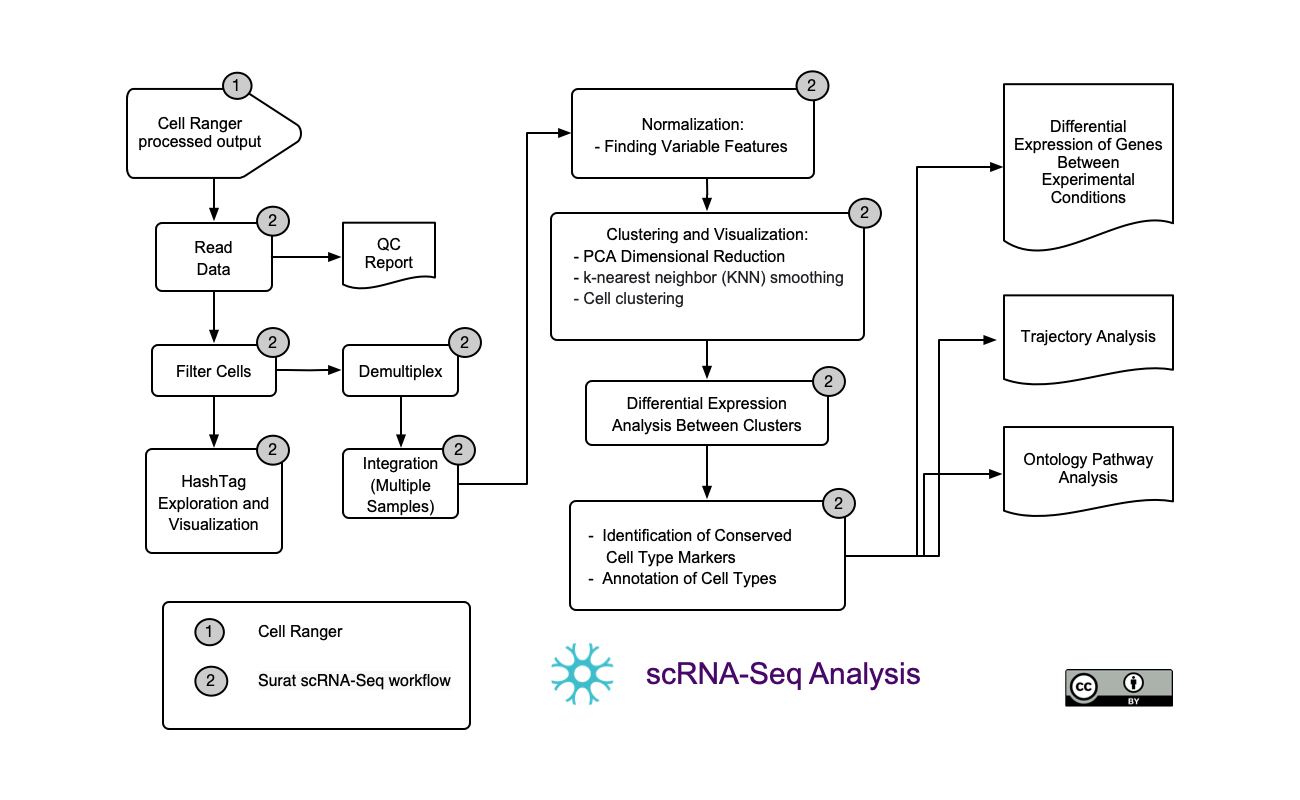 1
Cell Ranger
processed output
2
Read
Data
QC
Report
2
Filter Cells
2
Demultiplex
2
HashTag
Exploration and
Visualization
2
Integration
(Multiple
Samples)
2
Normalization:
- Finding Variable Features
2
Clustering and Visualization:
- PCA Dimensional Reduction
- k-nearest neighbor (KNN) smoothing
- Cell clustering
2
Differential Expression
Analysis Between Clusters
2
- Identification of Conserved
Cell Type Markers
- Annotation of Cell Types
Differential
Expression of Genes
Between
Experimental
Conditions
Trajectory Analysis
Ontology Pathway
Analysis
1 Cell Ranger
2 Surat scRNA-Seq workflow
scRNA-Seq Analysis
cc
BY